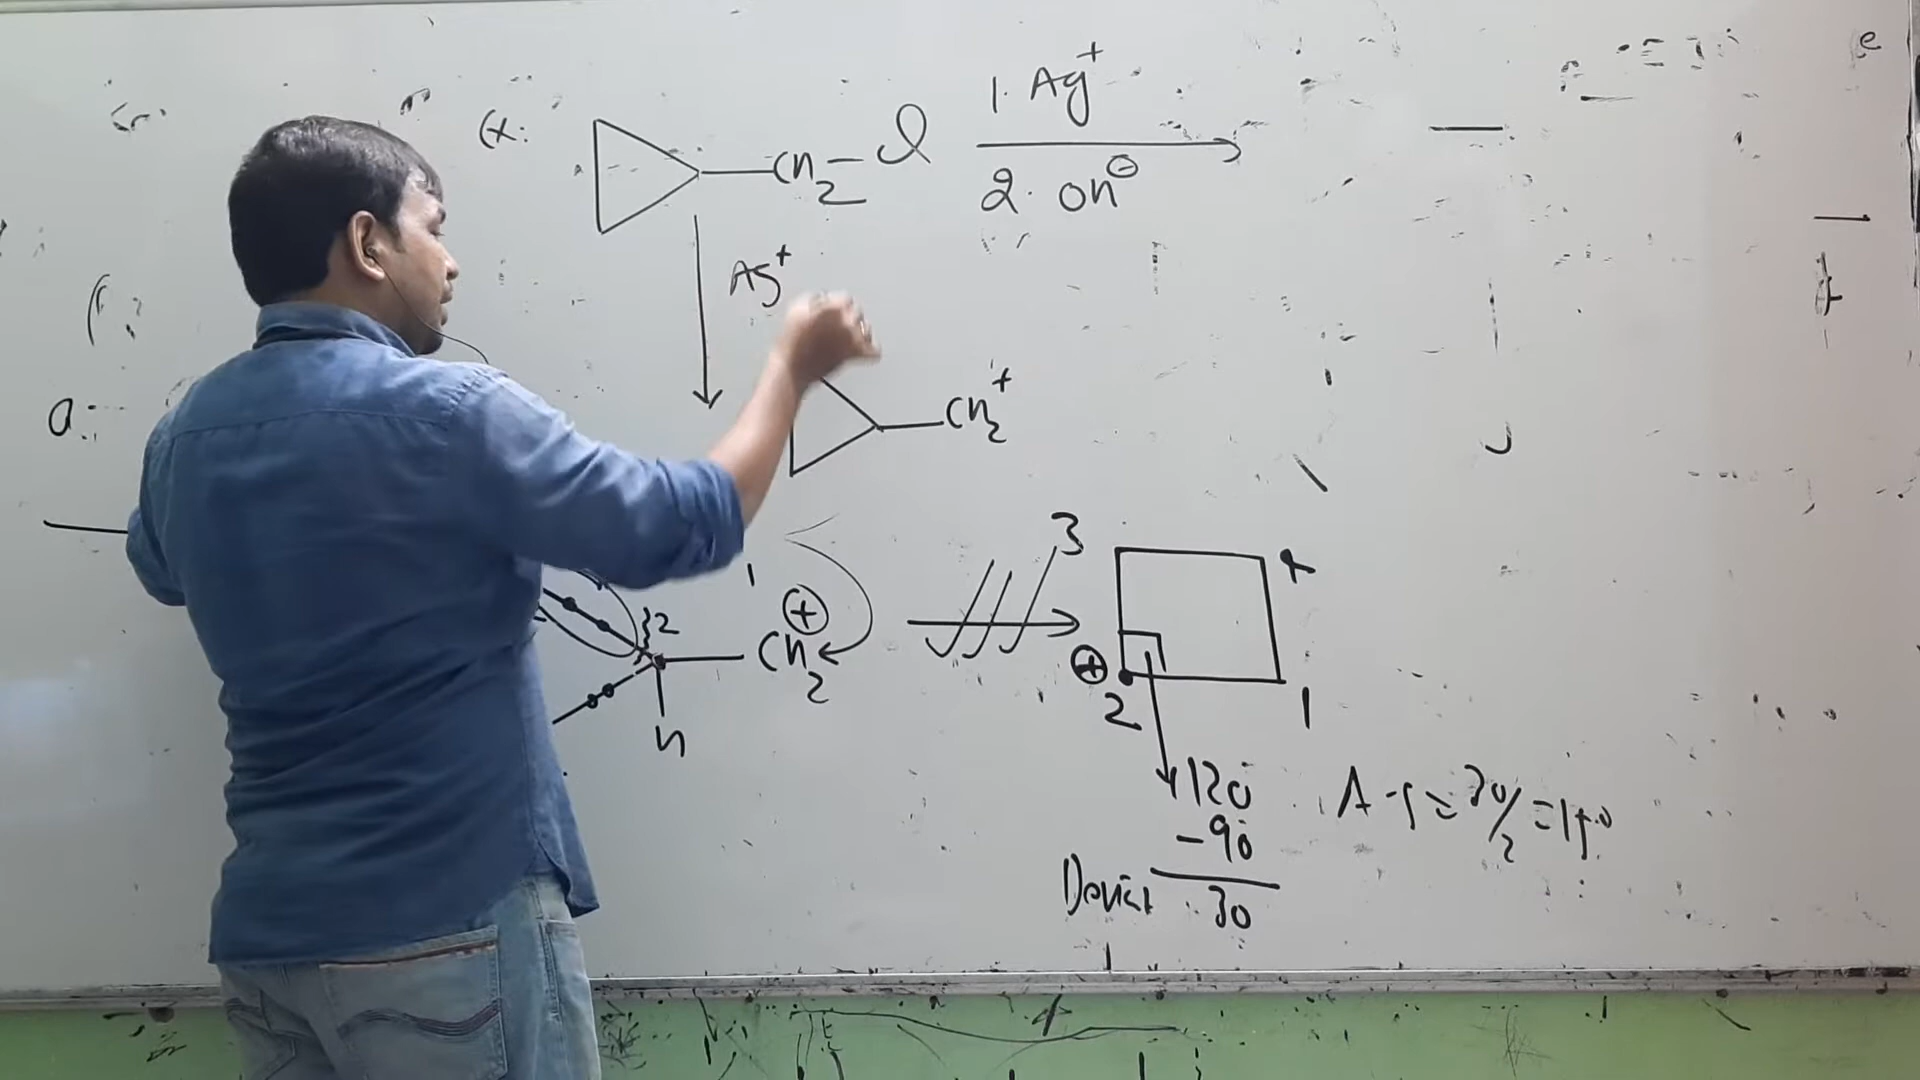 Ex: CH2-Cl 1. Ag+
2. OH⊖
Ag+
CH2+
a:
3 4
1 ⊕
2 CH2
H
⊕ 2 1
120
-90
30
A·S = 30/2 = 15°